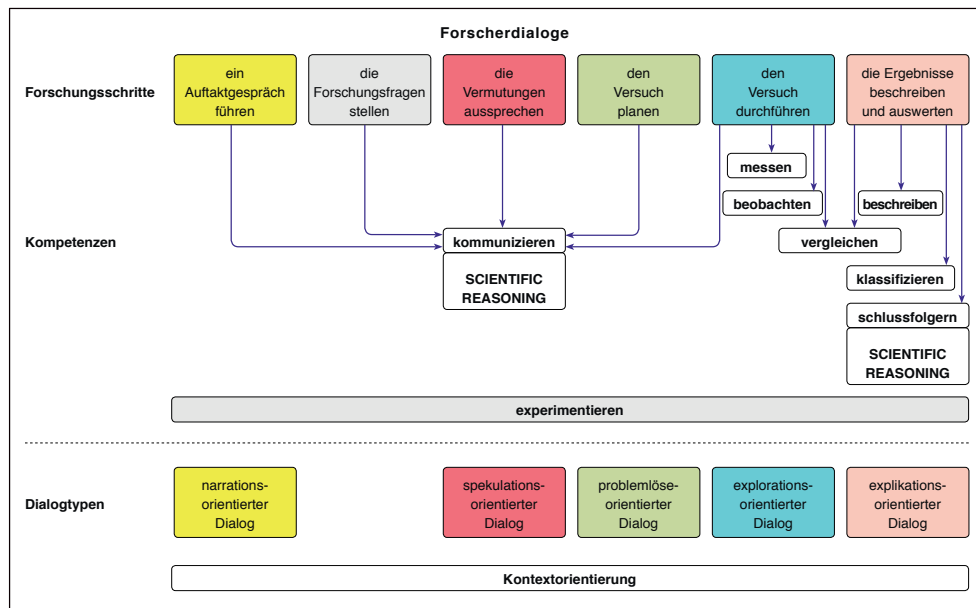 Forscherdialoge
Forschungsschritte
ein
Auftaktgespräch
führen
die
Forschungsfragen
stellen
die
Vermutungen
aussprechen
den
Versuch
planen
den
Versuch
durchführen
die Ergebnisse
beschreiben
und auswerten
messen
beobachten
beschreiben
Kompetenzen
kommunizieren
vergleichen
SCIENTIFIC
REASONING
klassifizieren
schlussfolgern
SCIENTIFIC
REASONING
experimentieren
Dialogtypen
narrations-
orientierter
Dialog
spekulations-
orientierter
Dialog
problemlöse-
orientierter
Dialog
explorations-
orientierter
Dialog
explikations-
orientierter
Dialog
Kontextorientierung